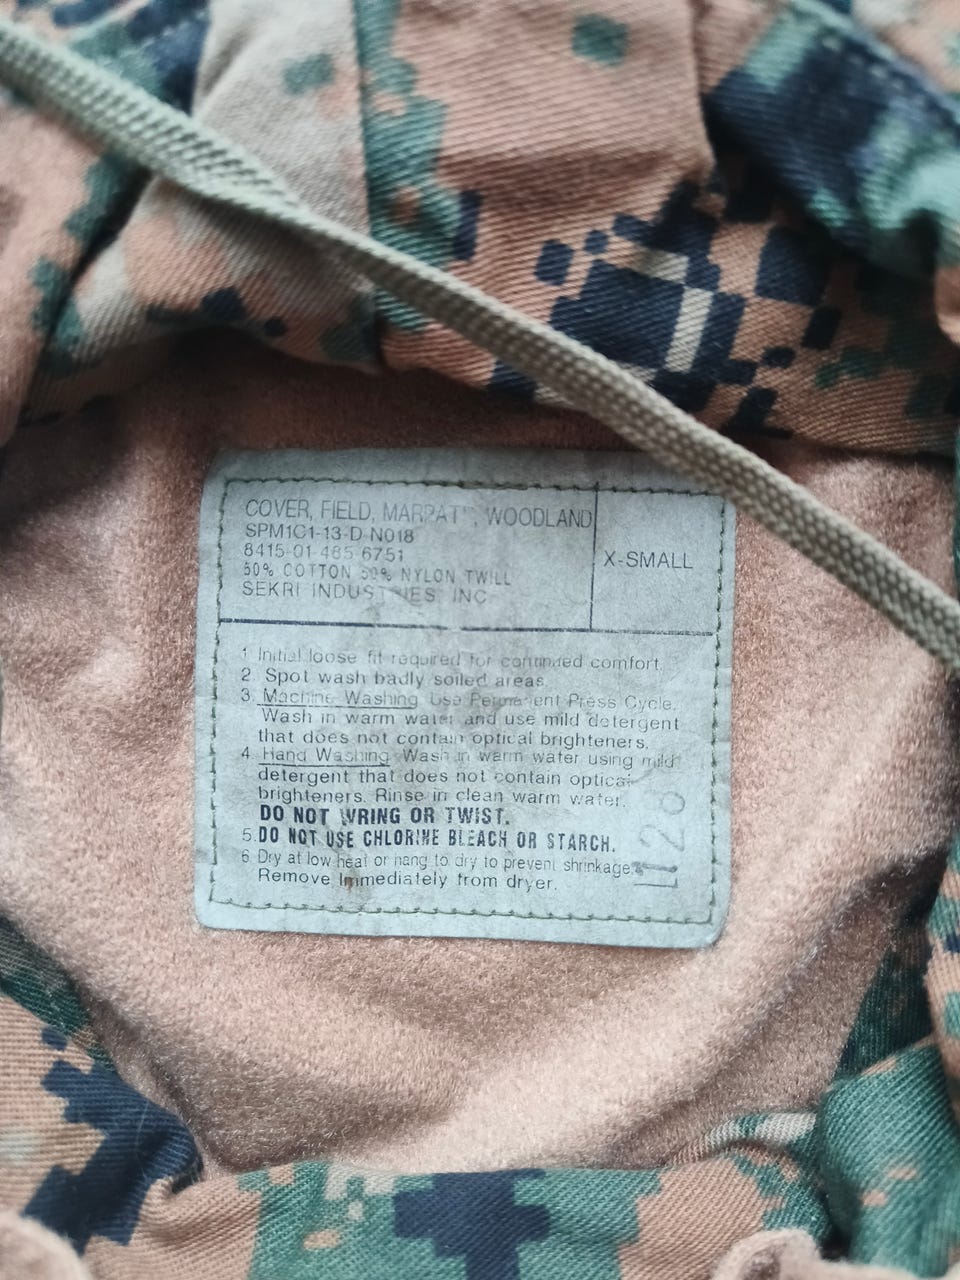 COVER, FIELD, MARPAT™, WOODLAND
SPM1C1-13-D-N018
8415-01-485-6751
50% COTTON 50% NYLON TWILL
SEKRI INDUSTRIES INC.
X-SMALL
1. Initial loose fit required for continued comfort.
2. Spot wash badly soiled areas.
3. Machine Washing Use Permanent Press Cycle.
Wash in warm water and use mild detergent
that does not contain optical brighteners.
4. Hand Washing Wash in warm water using mild
detergent that does not contain optical
brighteners. Rinse in clean warm water.
DO NOT WRING OR TWIST.
5. DO NOT USE CHLORINE BLEACH OR STARCH.
6. Dry at low heat or hang to dry to prevent shrinkage.
Remove Immediately from dryer.